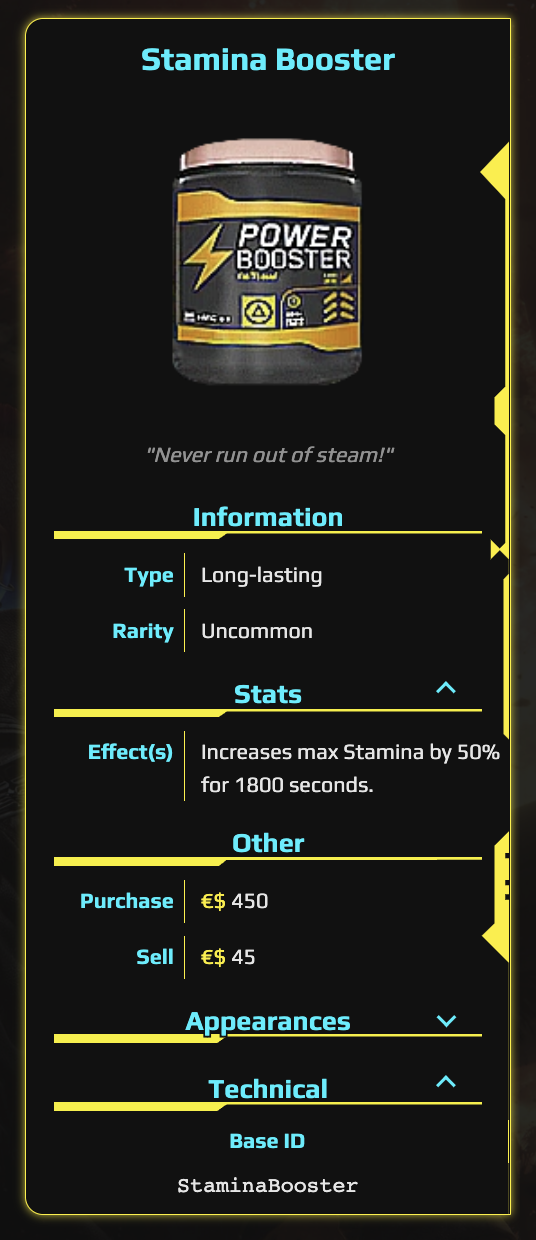 Stamina Booster
POWER
BOOSTER
"Never run out of steam!"
Information
Type Long-lasting
Rarity Uncommon
Stats
Effect(s) Increases max Stamina by 50%
for 1800 seconds.
Other
Purchase €$ 450
Sell €$ 45
Appearances
Technical
Base ID
StaminaBooster